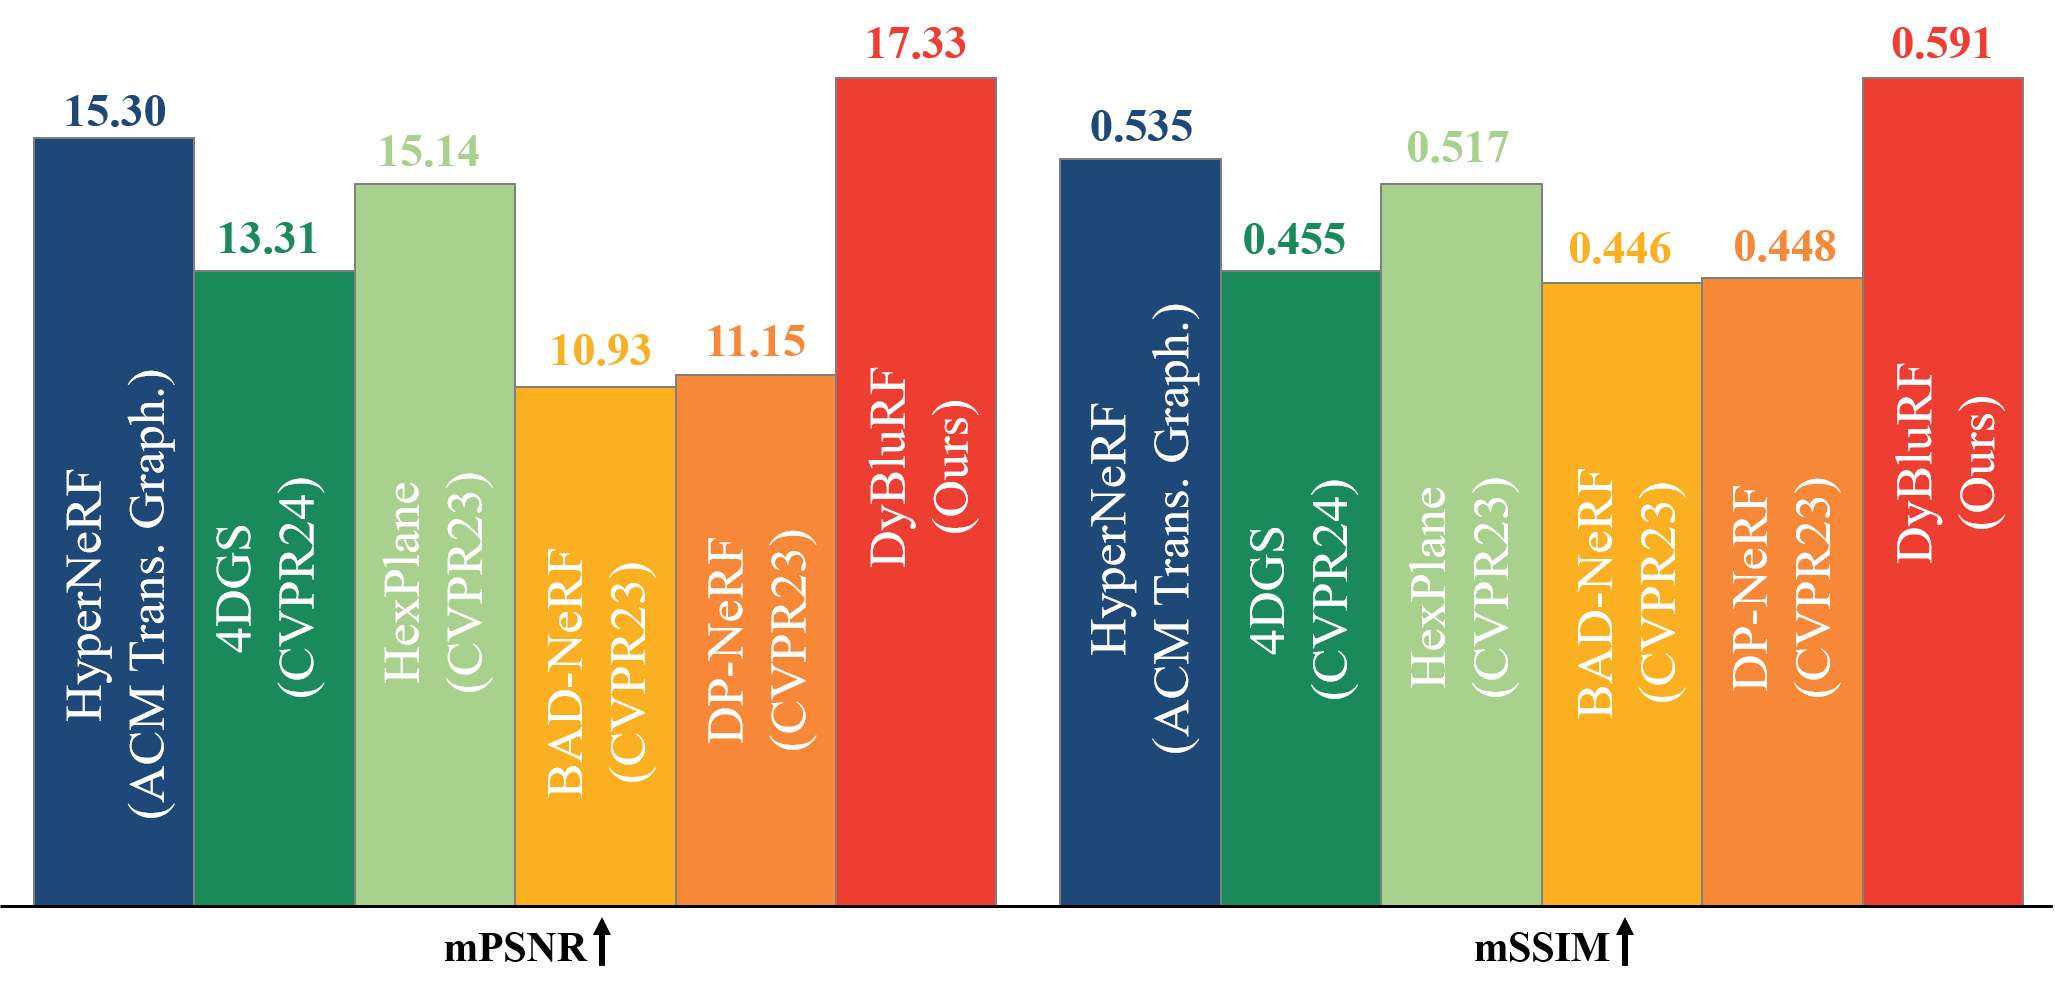 15.30
HyperNeRF
(ACM Trans. Graph.)
13.31
4DGS
(CVPR24)
15.14
HexPlane
(CVPR23)
10.93
BAD-NeRF
(CVPR23)
11.15
DP-NeRF
(CVPR23)
17.33
DyBluRF
(Ours)
mPSNR↑
0.535
HyperNeRF
(ACM Trans. Graph.)
0.455
4DGS
(CVPR24)
0.517
HexPlane
(CVPR23)
0.446
BAD-NeRF
(CVPR23)
0.448
DP-NeRF
(CVPR23)
0.591
DyBluRF
(Ours)
mSSIM↑